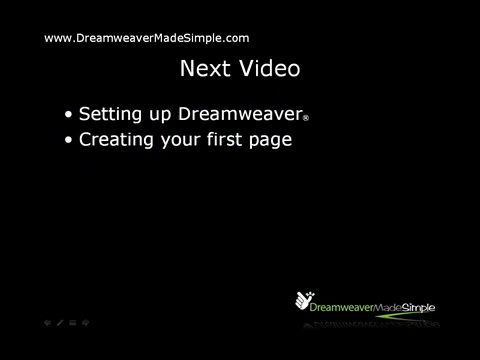 www.DreamweaverMadeSimple.com
Next Video
• Setting up Dreamweaver®
• Creating your first page
DreamweaverMadeSimple